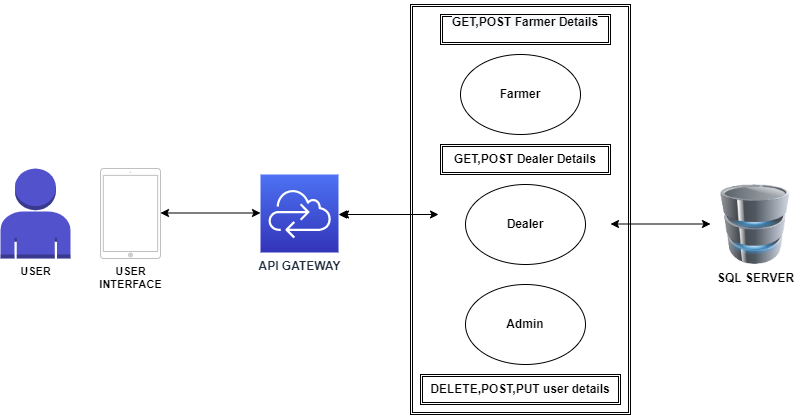 GET,POST Farmer Details
Farmer
GET,POST Dealer Details
Dealer
USER
USER
INTERFACE
API GATEWAY
SQL SERVER
Admin
DELETE,POST,PUT user details